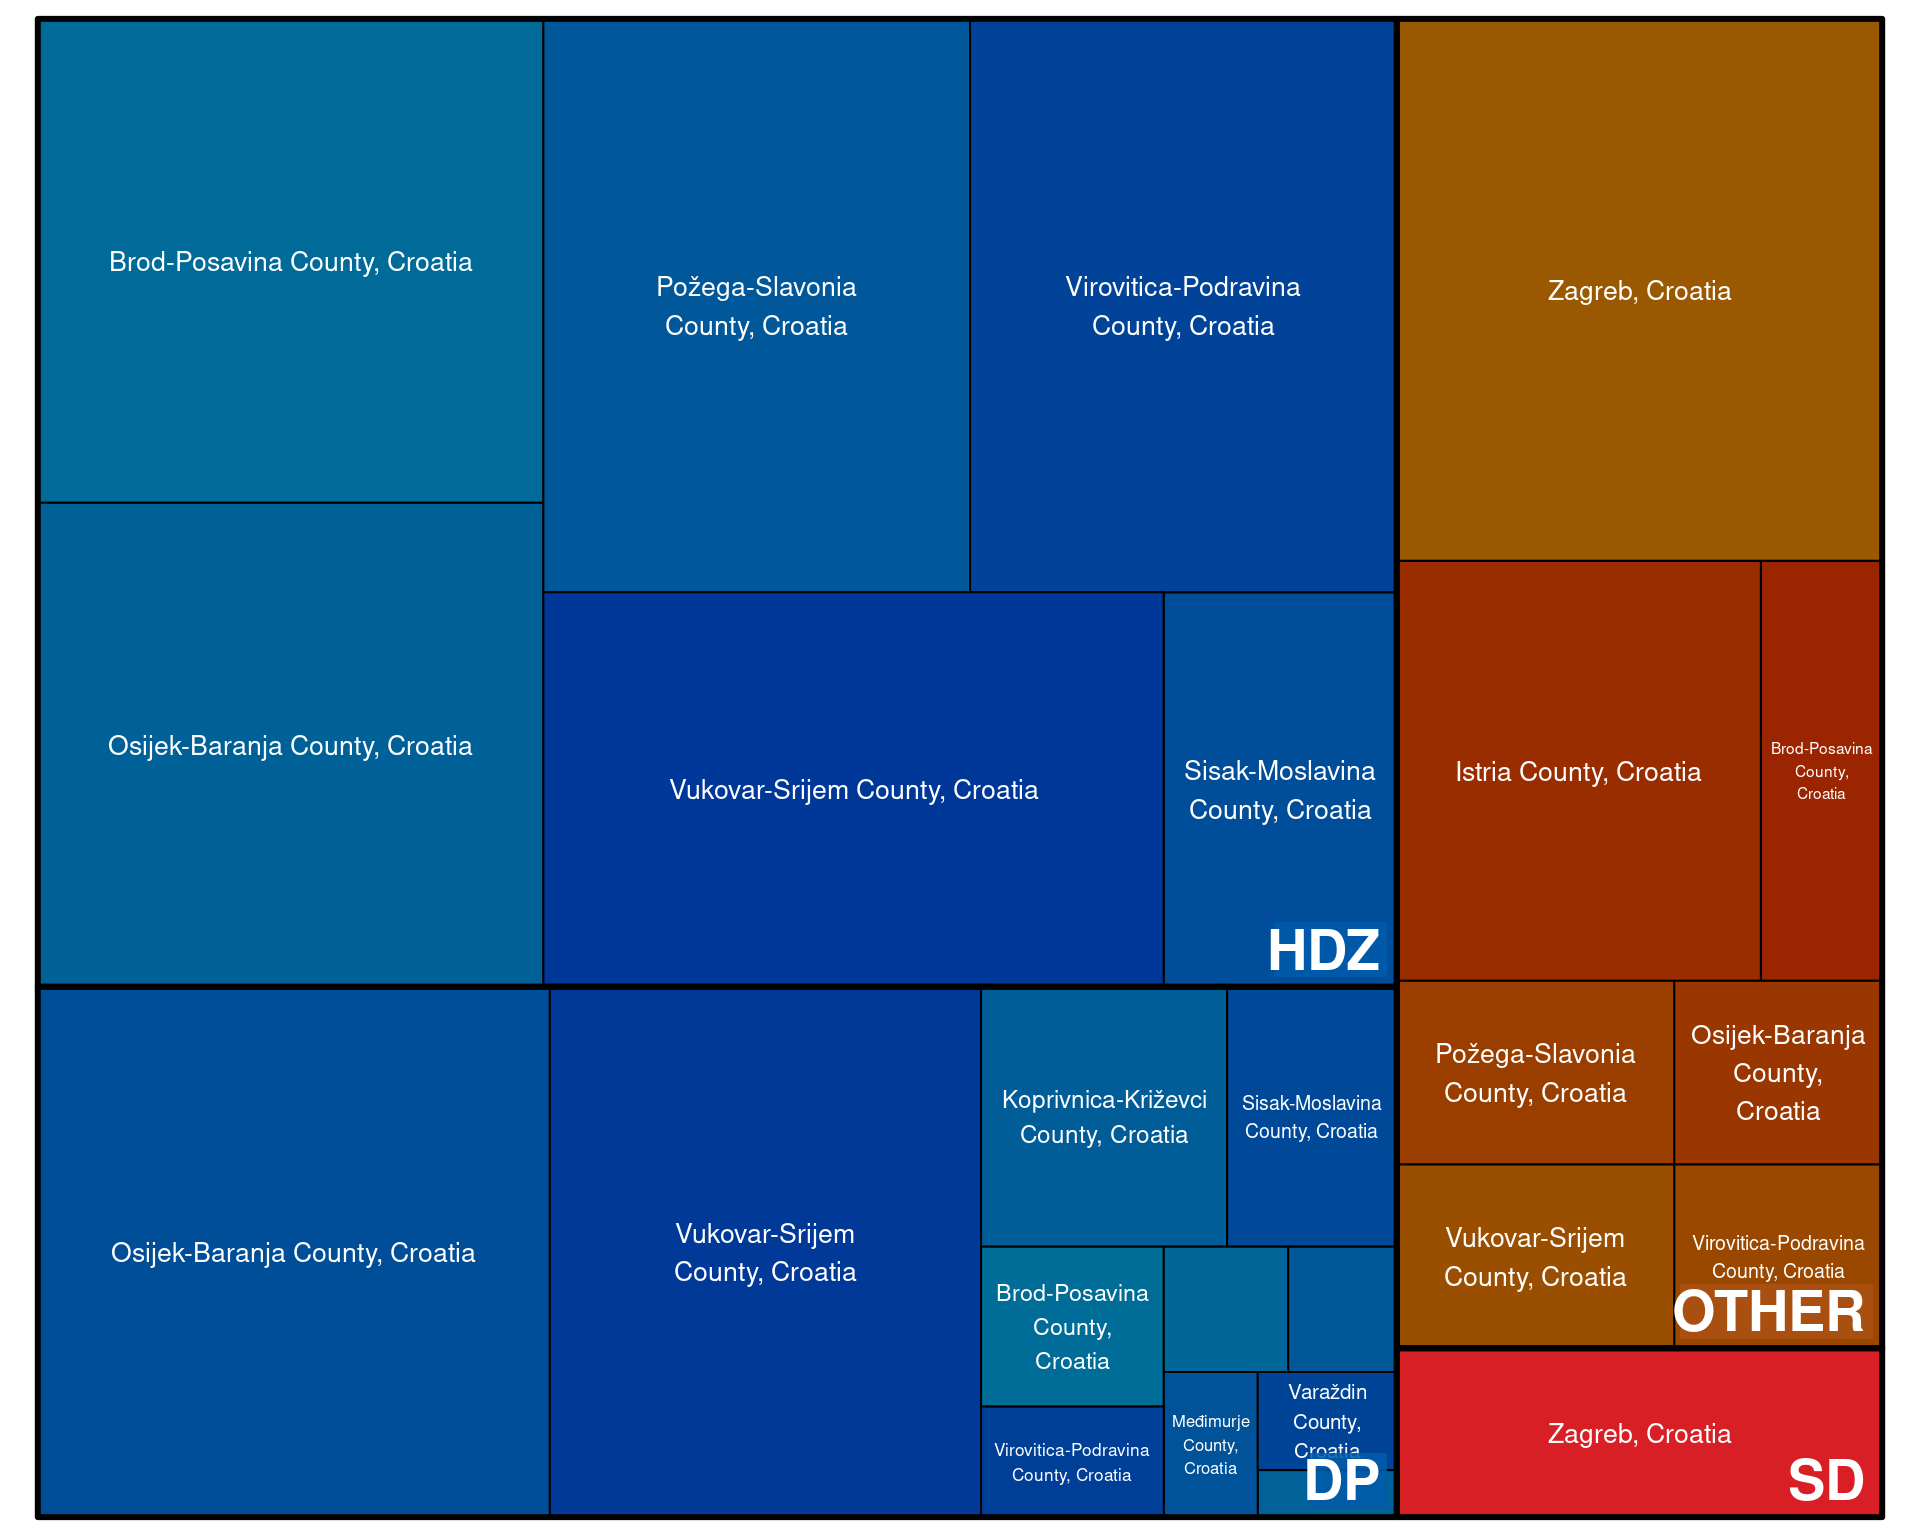 Brod-Posavina County, Croatia
Požega-Slavonia
County, Croatia
Virovitica-Podravina
County, Croatia
Osijek-Baranja County, Croatia
Vukovar-Srijem County, Croatia
Sisak-Moslavina
County, Croatia
HDZ
Zagreb, Croatia
Istria County, Croatia
Brod-Posavina
County,
Croatia
Požega-Slavonia
County, Croatia
Osijek-Baranja
County,
Croatia
Vukovar-Srijem
County, Croatia
Virovitica-Podravina
County, Croatia
OTHER
Osijek-Baranja County, Croatia
Vukovar-Srijem
County, Croatia
Koprivnica-Križevci
County, Croatia
Sisak-Moslavina
County, Croatia
Brod-Posavina
County,
Croatia
Virovitica-Podravina
County, Croatia
Međimurje
County,
Croatia
Varaždin
County,
Croatia
DP
Zagreb, Croatia
SD